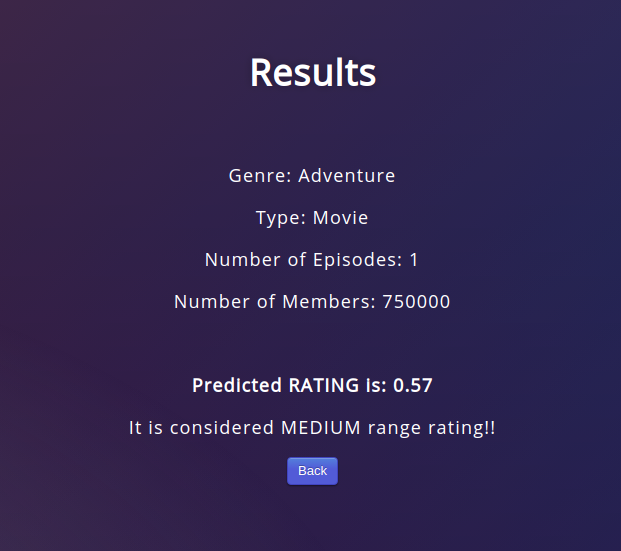 Results
Genre: Adventure
Type: Movie
Number of Episodes: 1
Number of Members: 750000
Predicted RATING is: 0.57
It is considered MEDIUM range rating!!
Back